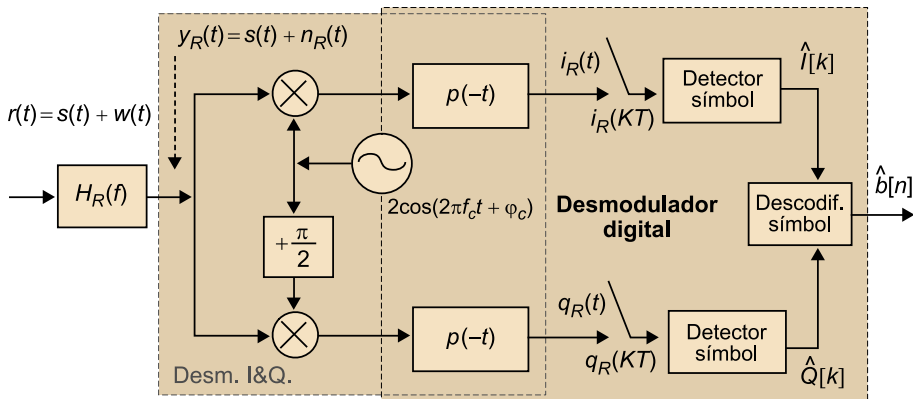 y_R(t) = s(t) + n_R(t)
r(t) = s(t) + w(t)
H_R(f)
p(-t)
i_R(t)
i_R(KT)
Detector
símbol
Î[k]
2cos(2πf_ct + φ_c)
+π/2
Desmodulador
digital
Descodif.
símbol
b̂[n]
p(-t)
q_R(t)
q_R(KT)
Detector
símbol
Q̂[k]
Desm. I&Q.